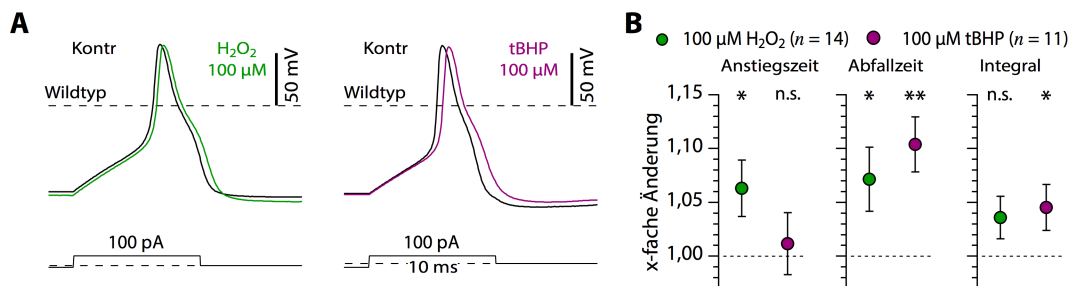 A
Kontr
H₂O₂
100 µM
50 mV
Wildtyp
100 pA
Kontr
tBHP
100 µM
50 mV
Wildtyp
100 pA
10 ms
B
100 µM H₂O₂ (n = 14)
100 µM tBHP (n = 11)
Anstiegszeit
Abfallzeit
Integral
x-fache Änderung
1,15
1,10
1,05
1,00
* n.s.
* **
n.s. *